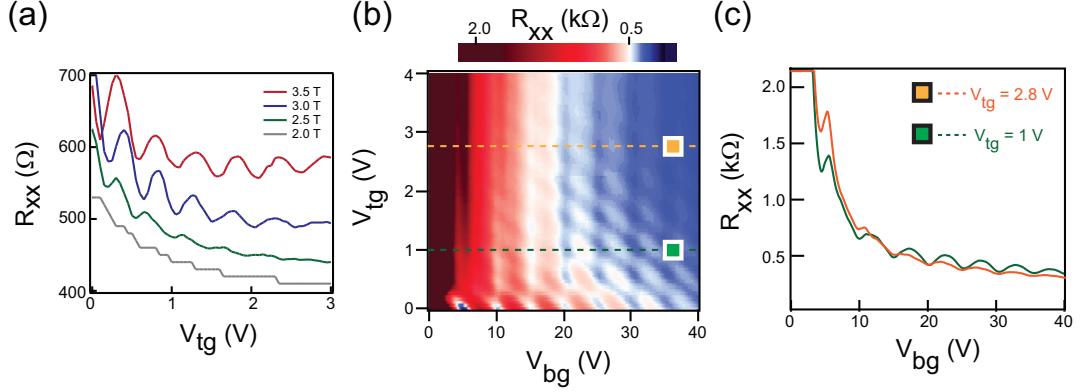 (a)
700
600
500
400
R_xx (Ω)
3.5 T
3.0 T
2.5 T
2.0 T
0
1
2
3
V_tg (V)
(b)
R_xx (kΩ)
2.0
0.5
4
3
2
1
0
V_tg (V)
0
10
20
30
40
V_bg (V)
(c)
2.0
1.5
1.0
0.5
R_xx (kΩ)
V_tg = 2.8 V
V_tg = 1 V
0
10
20
30
40
V_bg (V)